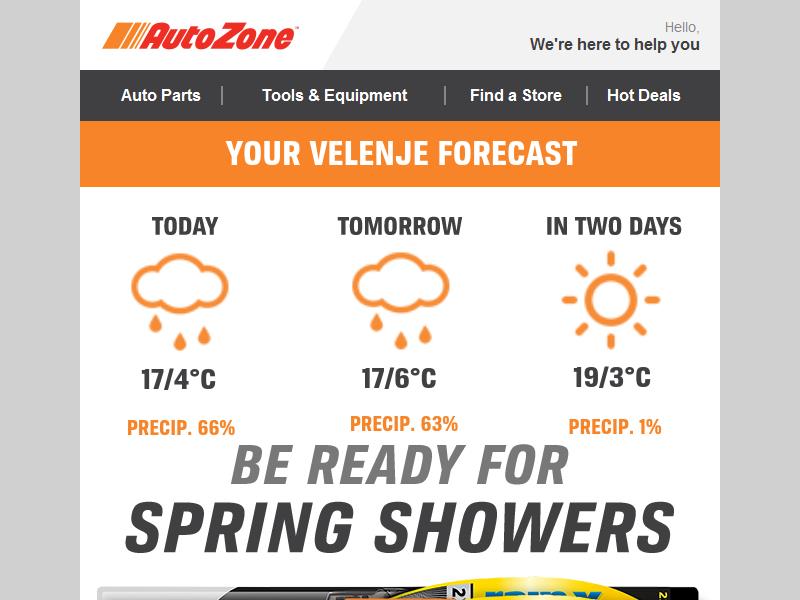 AutoZone
Hello,
We're here to help you
Auto Parts | Tools & Equipment | Find a Store | Hot Deals
YOUR VELENJE FORECAST
TODAY TOMORROW IN TWO DAYS
17/4°C 17/6°C 19/3°C
PRECIP. 66% PRECIP. 63% PRECIP. 1%
BE READY FOR
SPRING SHOWERS